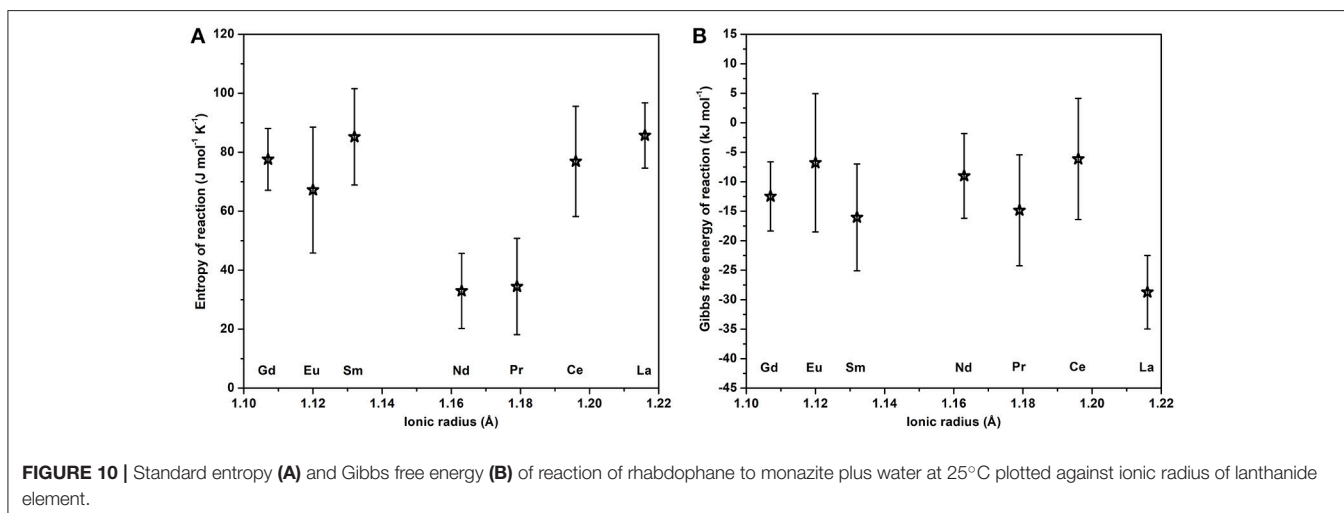 A
Entropy of reaction (J mol⁻¹ K⁻¹)
120
100
80
60
40
20
0
Gd Eu Sm Nd Pr Ce La
1.10 1.12 1.14 1.16 1.18 1.20 1.22
Ionic radius (Å)
B
Gibbs free energy of reaction (kJ mol⁻¹)
15
10
5
0
-5
-10
-15
-20
-25
-30
-35
-40
-45
Gd Eu Sm Nd Pr Ce La
1.10 1.12 1.14 1.16 1.18 1.20 1.22
Ionic radius (Å)
FIGURE 10 | Standard entropy (A) and Gibbs free energy (B) of reaction of rhabdophane to monazite plus water at 25°C plotted against ionic radius of lanthanide
element.